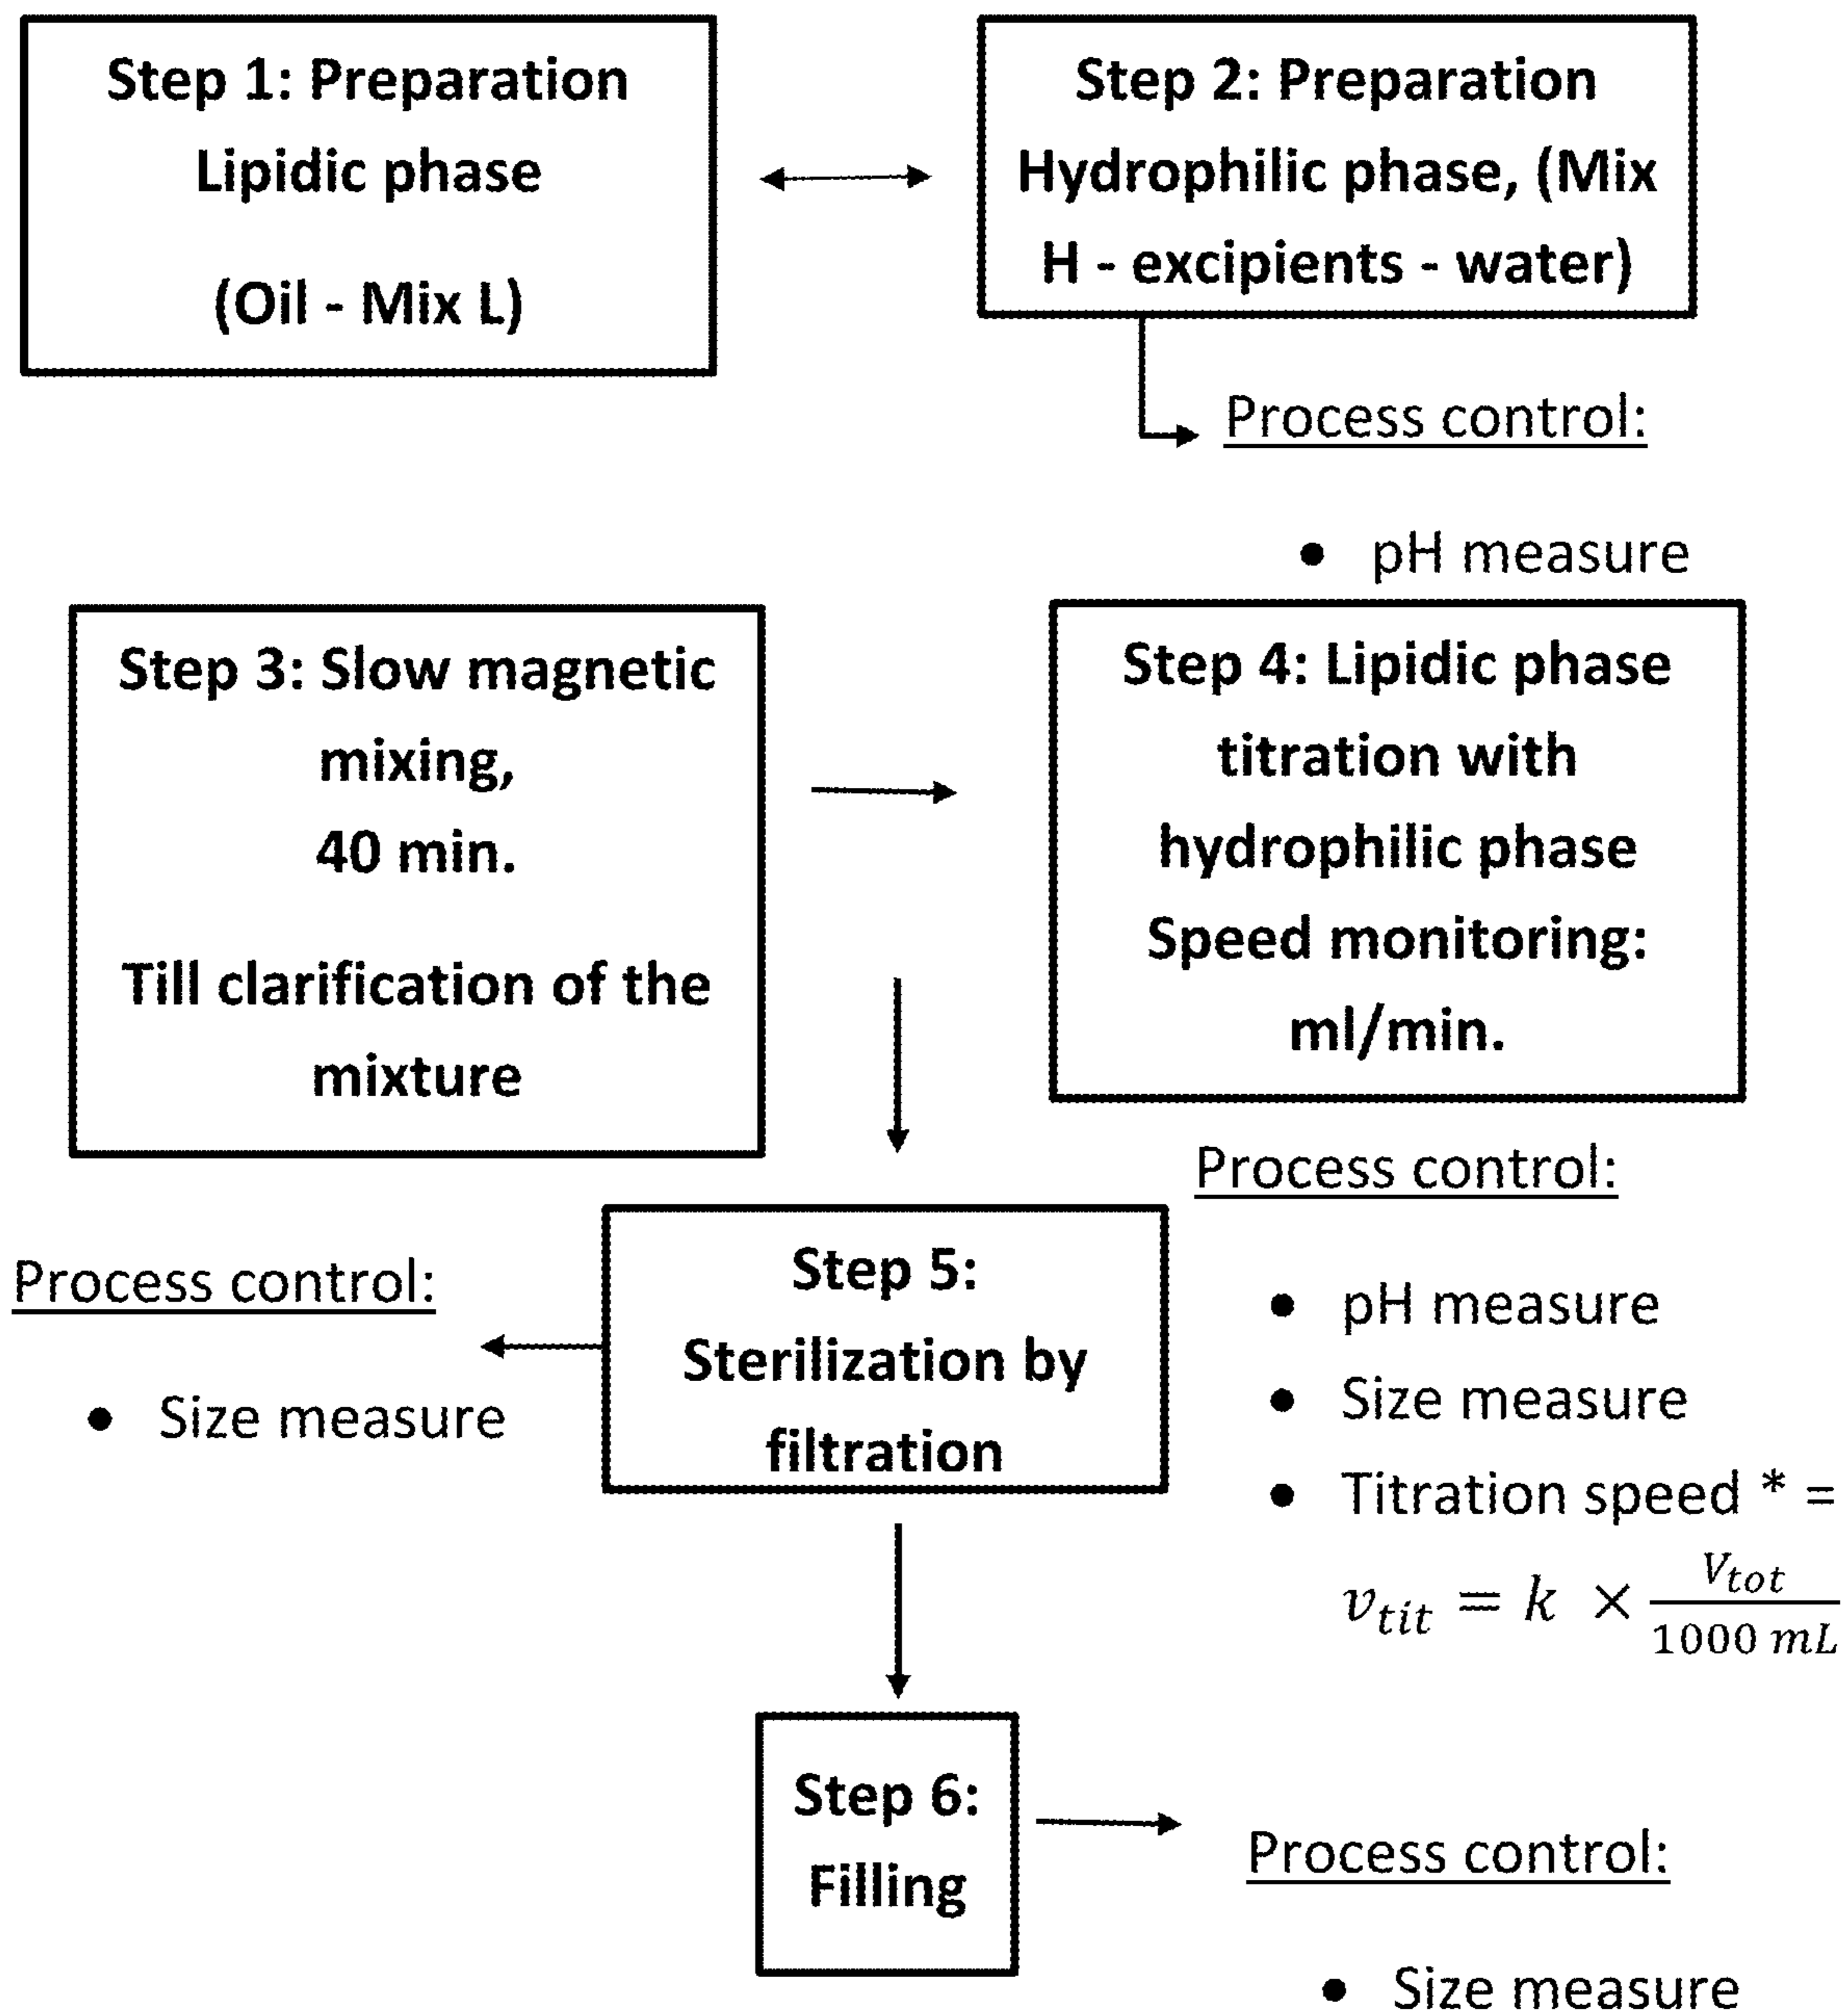 Step 1: Preparation
Lipidic phase
(Oil - Mix L)
Step 2: Preparation
Hydrophilic phase, (Mix
H - excipients - water)
Process control:
• pH measure
Step 3: Slow magnetic
mixing,
40 min.
Till clarification of the
mixture
Step 4: Lipidic phase
titration with
hydrophilic phase
Speed monitoring:
ml/min.
Process control:
• pH measure
• Size measure
• Titration speed * =
v_tit = k × V_tot / 1000 mL
Step 5:
Sterilization by
filtration
Process control:
• Size measure
Step 6:
Filling
Process control:
• Size measure